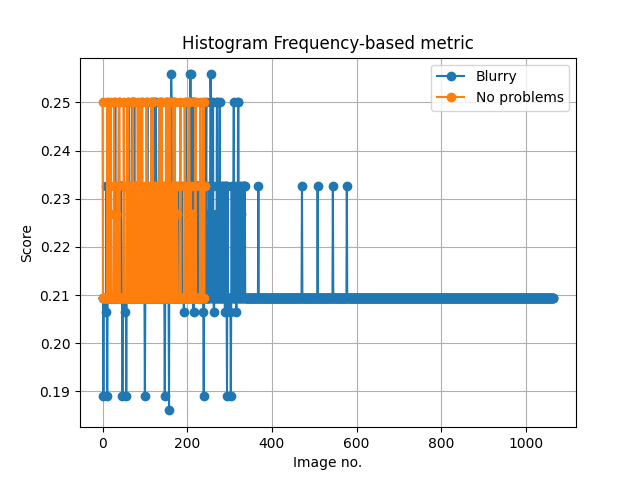 Histogram Frequency-based metric
Blurry
No problems
0.25
0.24
0.23
0.22
0.21
0.20
0.19
Score
0 200 400 600 800 1000
Image no.